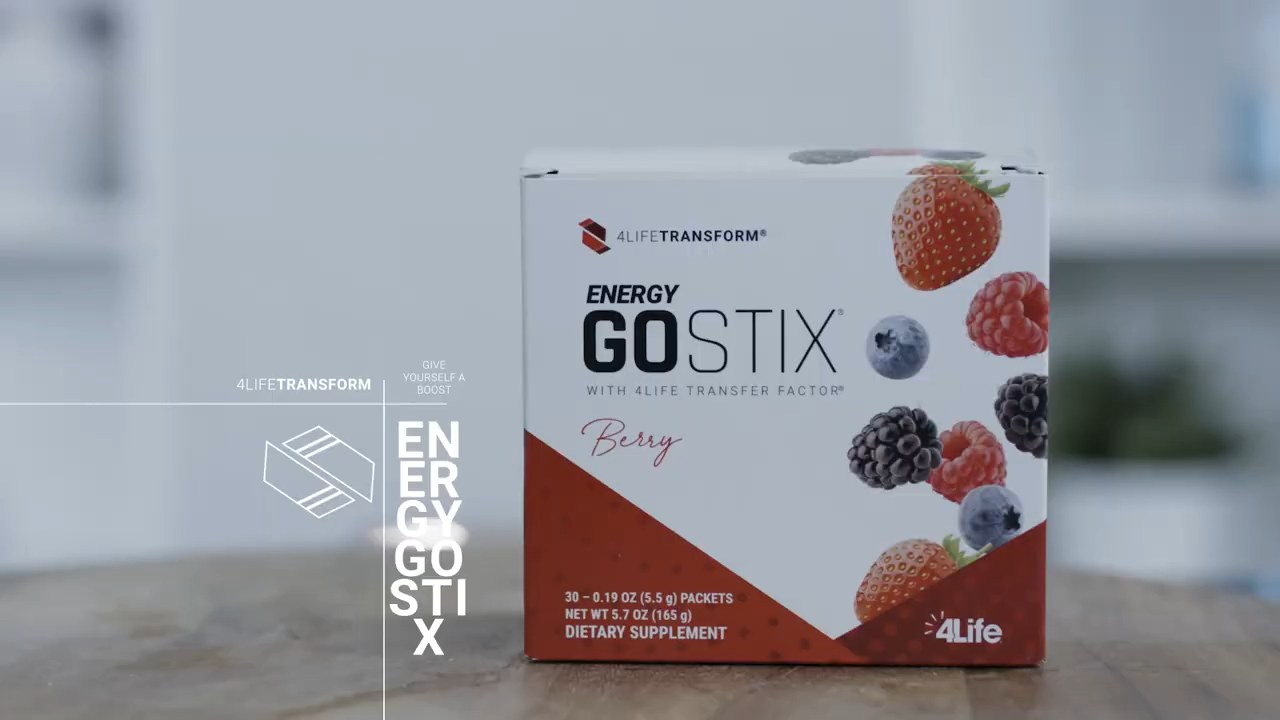 4LIFETRANSFORM
GIVE
YOURSELF A
BOOST
EN
ER
GY
GO
STI
X
4LIFETRANSFORM®
ENERGY
GOSTIX®
WITH 4LIFE TRANSFER FACTOR®
Berry
30 – 0.19 OZ (5.5 g) PACKETS
NET WT 5.7 OZ (165 g)
DIETARY SUPPLEMENT
4Life